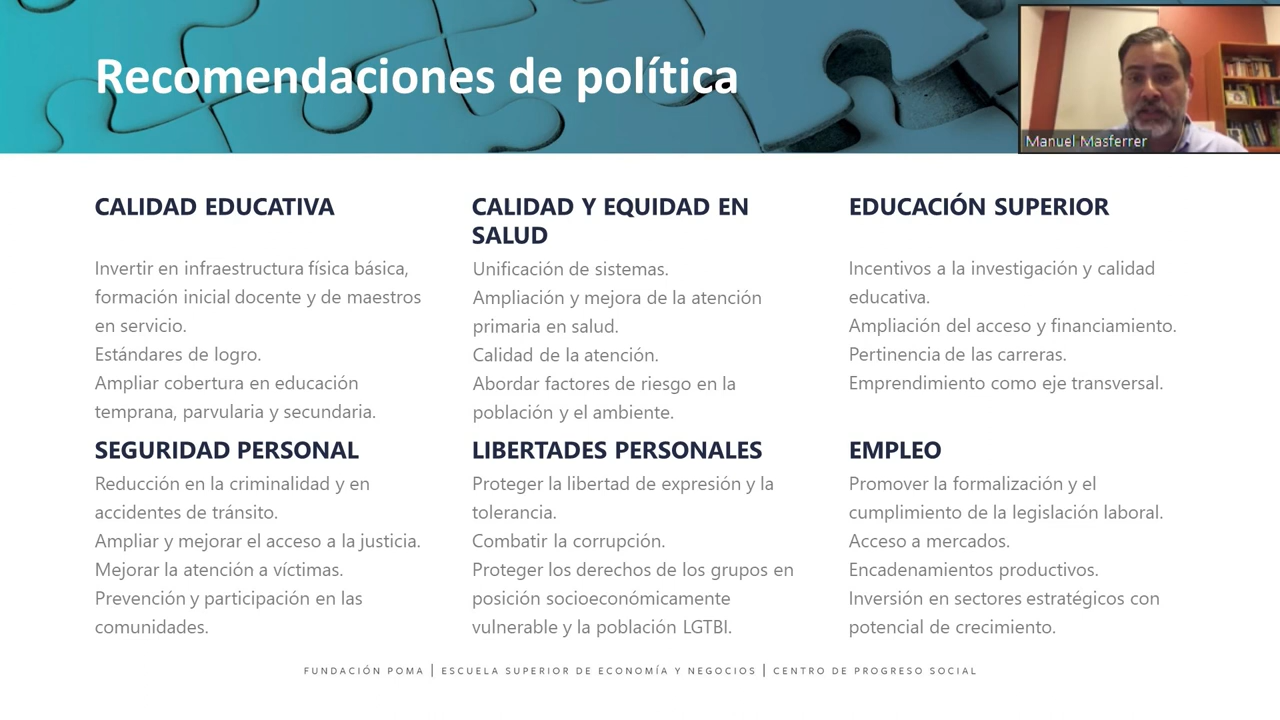 Recomendaciones de política
Manuel Masferrer
CALIDAD EDUCATIVA
Invertir en infraestructura física básica,
formación inicial docente y de maestros
en servicio.
Estándares de logro.
Ampliar cobertura en educación
temprana, parvularia y secundaria.
CALIDAD Y EQUIDAD EN
SALUD
Unificación de sistemas.
Ampliación y mejora de la atención
primaria en salud.
Calidad de la atención.
Abordar factores de riesgo en la
población y el ambiente.
EDUCACIÓN SUPERIOR
Incentivos a la investigación y calidad
educativa.
Ampliación del acceso y financiamiento.
Pertinencia de las carreras.
Emprendimiento como eje transversal.
SEGURIDAD PERSONAL
Reducción en la criminalidad y en
accidentes de tránsito.
Ampliar y mejorar el acceso a la justicia.
Mejorar la atención a víctimas.
Prevención y participación en las
comunidades.
LIBERTADES PERSONALES
Proteger la libertad de expresión y la
tolerancia.
Combatir la corrupción.
Proteger los derechos de los grupos en
posición socioeconómicamente
vulnerable y la población LGTBI.
EMPLEO
Promover la formalización y el
cumplimiento de la legislación laboral.
Acceso a mercados.
Encadenamientos productivos.
Inversión en sectores estratégicos con
potencial de crecimiento.
FUNDACIÓN POMA | ESCUELA SUPERIOR DE ECONOMÍA Y NEGOCIOS | CENTRO DE PROGRESO SOCIAL